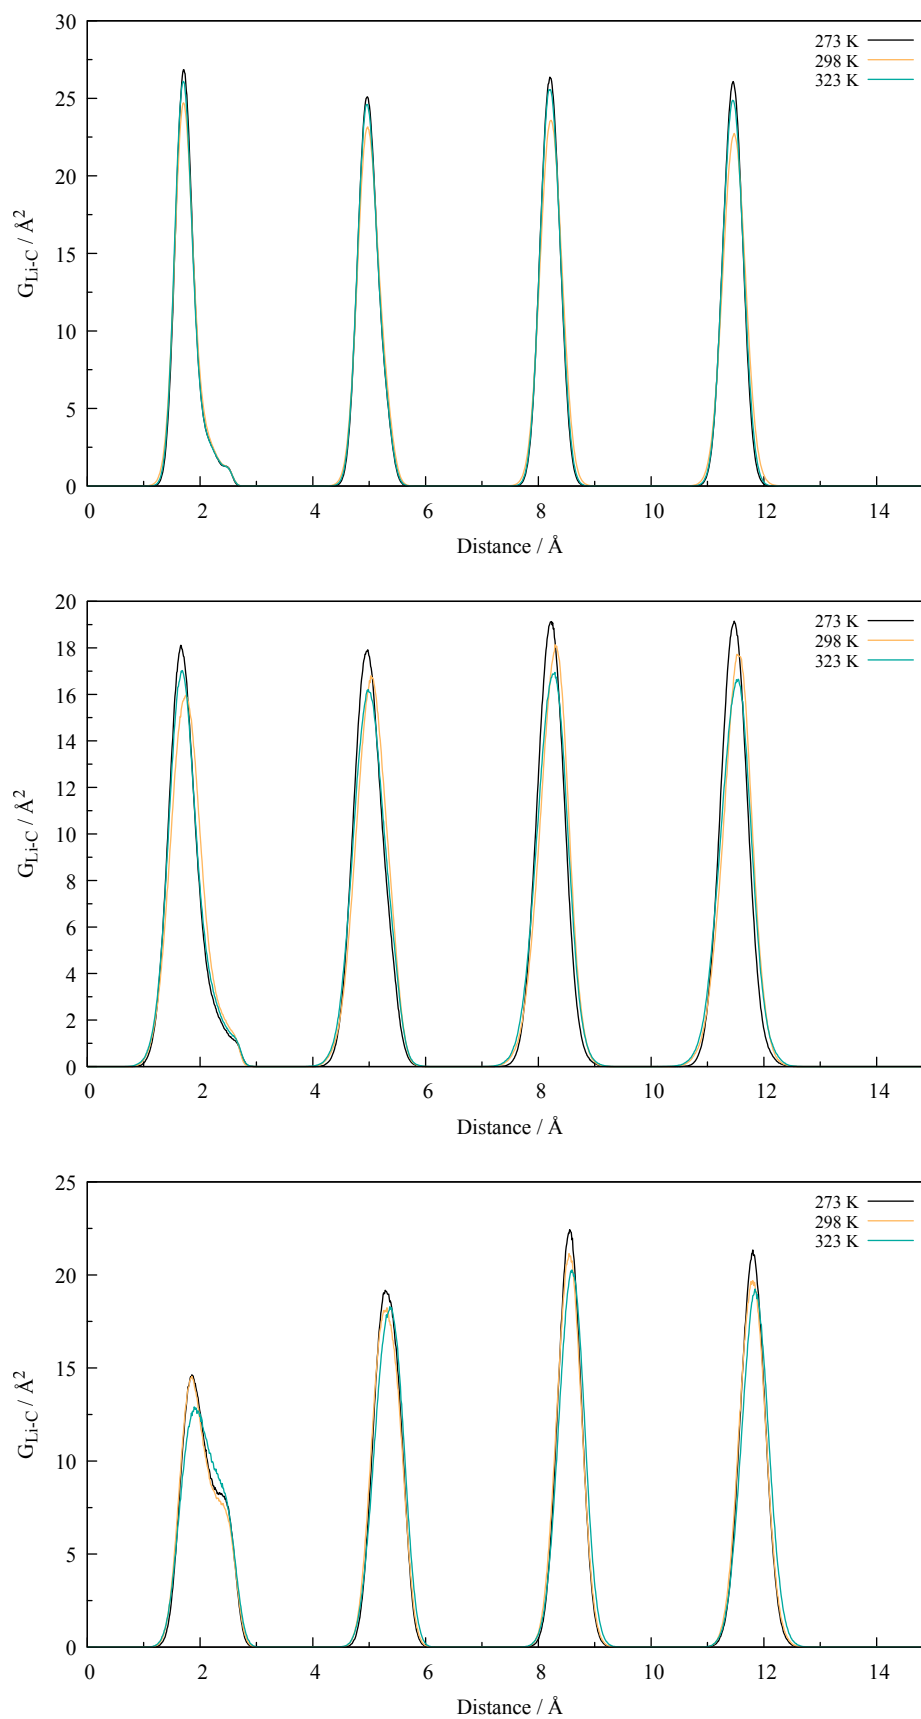 30
25
20
15
10
5
0
G_Li-C / Å²
273 K
298 K
323 K
0 2 4 6 8 10 12 14
Distance / Å
20
18
16
14
12
10
8
6
4
2
0
G_Li-C / Å²
273 K
298 K
323 K
0 2 4 6 8 10 12 14
Distance / Å
25
20
15
10
5
0
G_Li-C / Å²
273 K
298 K
323 K
0 2 4 6 8 10 12 14
Distance / Å